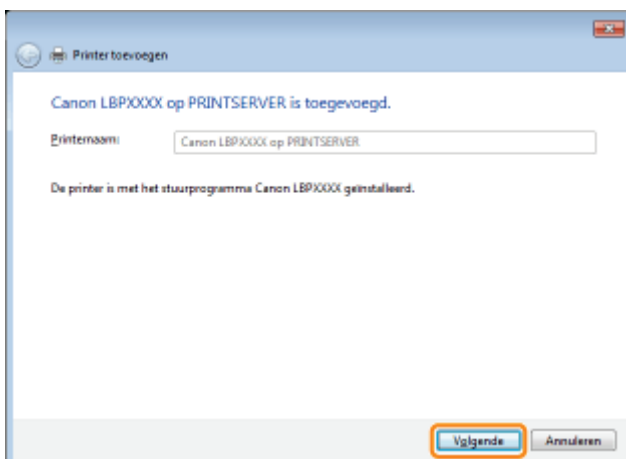 Printer toevoegen
Canon LBPXXXX op PRINTSERVER is toegevoegd.
Printernaam: Canon LBPXXXX op PRINTSERVER
De printer is met het stuurprogramma Canon LBPXXXX geïnstalleerd.
Volgende Annuleren